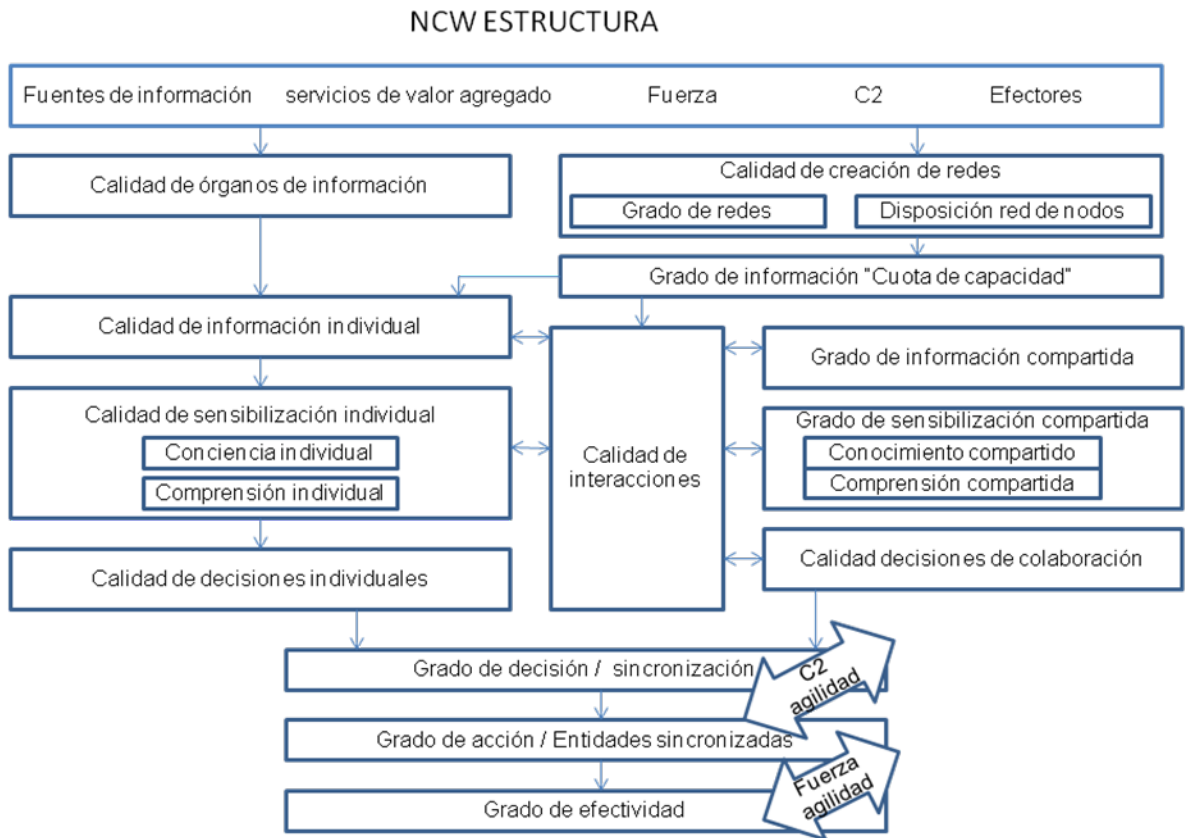 NCW ESTRUCTURA
Fuentes de información servicios de valor agregado Fuerza C2 Efectores
Calidad de órganos de información
Calidad de creación de redes
Grado de redes
Disposición red de nodos
Grado de información "Cuota de capacidad"
Calidad de información individual
Grado de información compartida
Calidad de sensibilización individual
Conciencia individual
Comprensión individual
Calidad de
interacciones
Grado de sensibilización compartida
Conocimiento compartido
Comprensión compartida
Calidad de decisiones individuales
Calidad decisiones de colaboración
Grado de decisión / sincronización
C2
agilidad
Grado de acción / Entidades sincronizadas
Fuerza
agilidad
Grado de efectividad